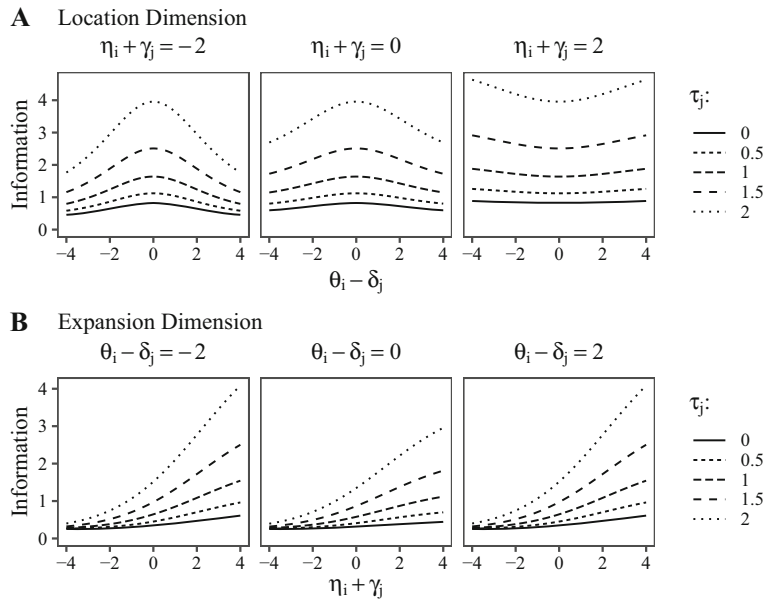 A Location Dimension
ηi + γj = − 2 ηi + γj = 0 ηi + γj = 2
Information
4
3
2
1
0
−4 −2 0 2 4 −4 −2 0 2 4 −4 −2 0 2 4
θi − δj
τj:
0
0.5
1
1.5
2
B Expansion Dimension
θi − δj = −2 θi − δj = 0 θi − δj = 2
Information
4
3
2
1
0
−4 −2 0 2 4 −4 −2 0 2 4 −4 −2 0 2 4
ηi + γj
τj:
0
0.5
1
1.5
2